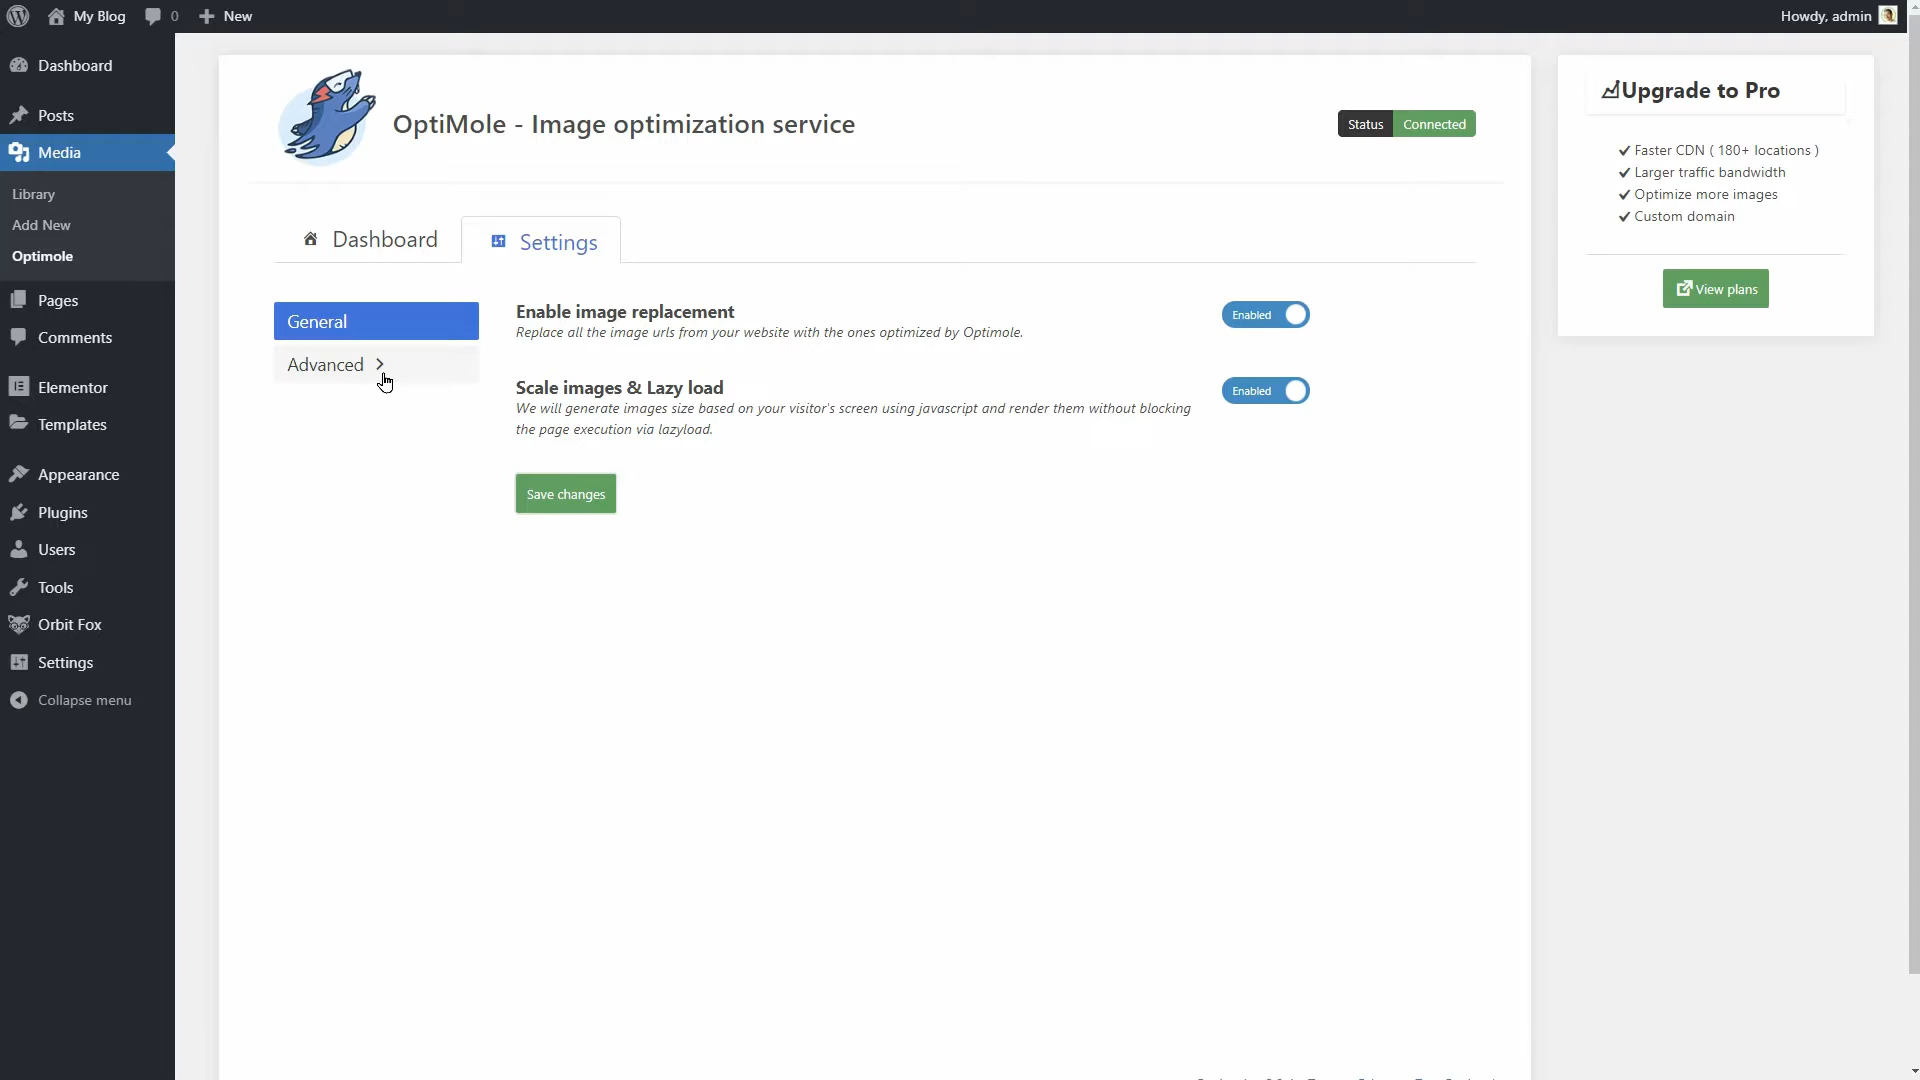 My Blog
0
New
Howdy, admin
Dashboard
Posts
Media
Library
Add New
Optimole
Pages
Comments
Elementor
Templates
Appearance
Plugins
Users
Tools
Orbit Fox
Settings
Collapse menu
OptiMole - Image optimization service
Status Connected
Dashboard
Settings
General
Advanced
Enable image replacement
Replace all the image urls from your website with the ones optimized by Optimole.
Enabled
Scale images & Lazy load
We will generate images size based on your visitor's screen using javascript and render them without blocking
the page execution via lazyload.
Enabled
Save changes
Upgrade to Pro
Faster CDN ( 180+ locations )
Larger traffic bandwidth
Optimize more images
Custom domain
View plans